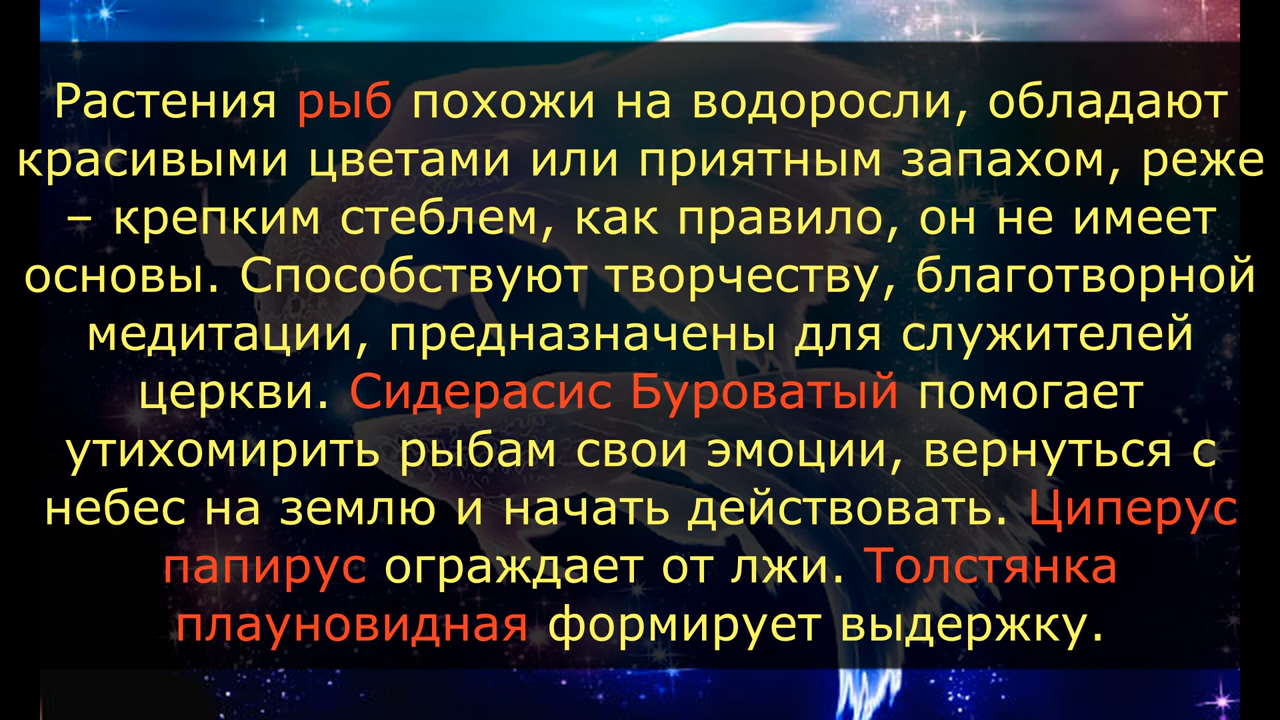 Растения рыб похожи на водоросли, обладают
красивыми цветами или приятным запахом, реже
– крепким стеблем, как правило, он не имеет
основы. Способствуют творчеству, благотворной
медитации, предназначены для служителей
церкви. Сидерасис Буроватый помогает
утихомирить рыбам свои эмоции, вернуться с
небес на землю и начать действовать. Циперус
папирус ограждает от лжи. Толстянка
плауновидная формирует выдержку.